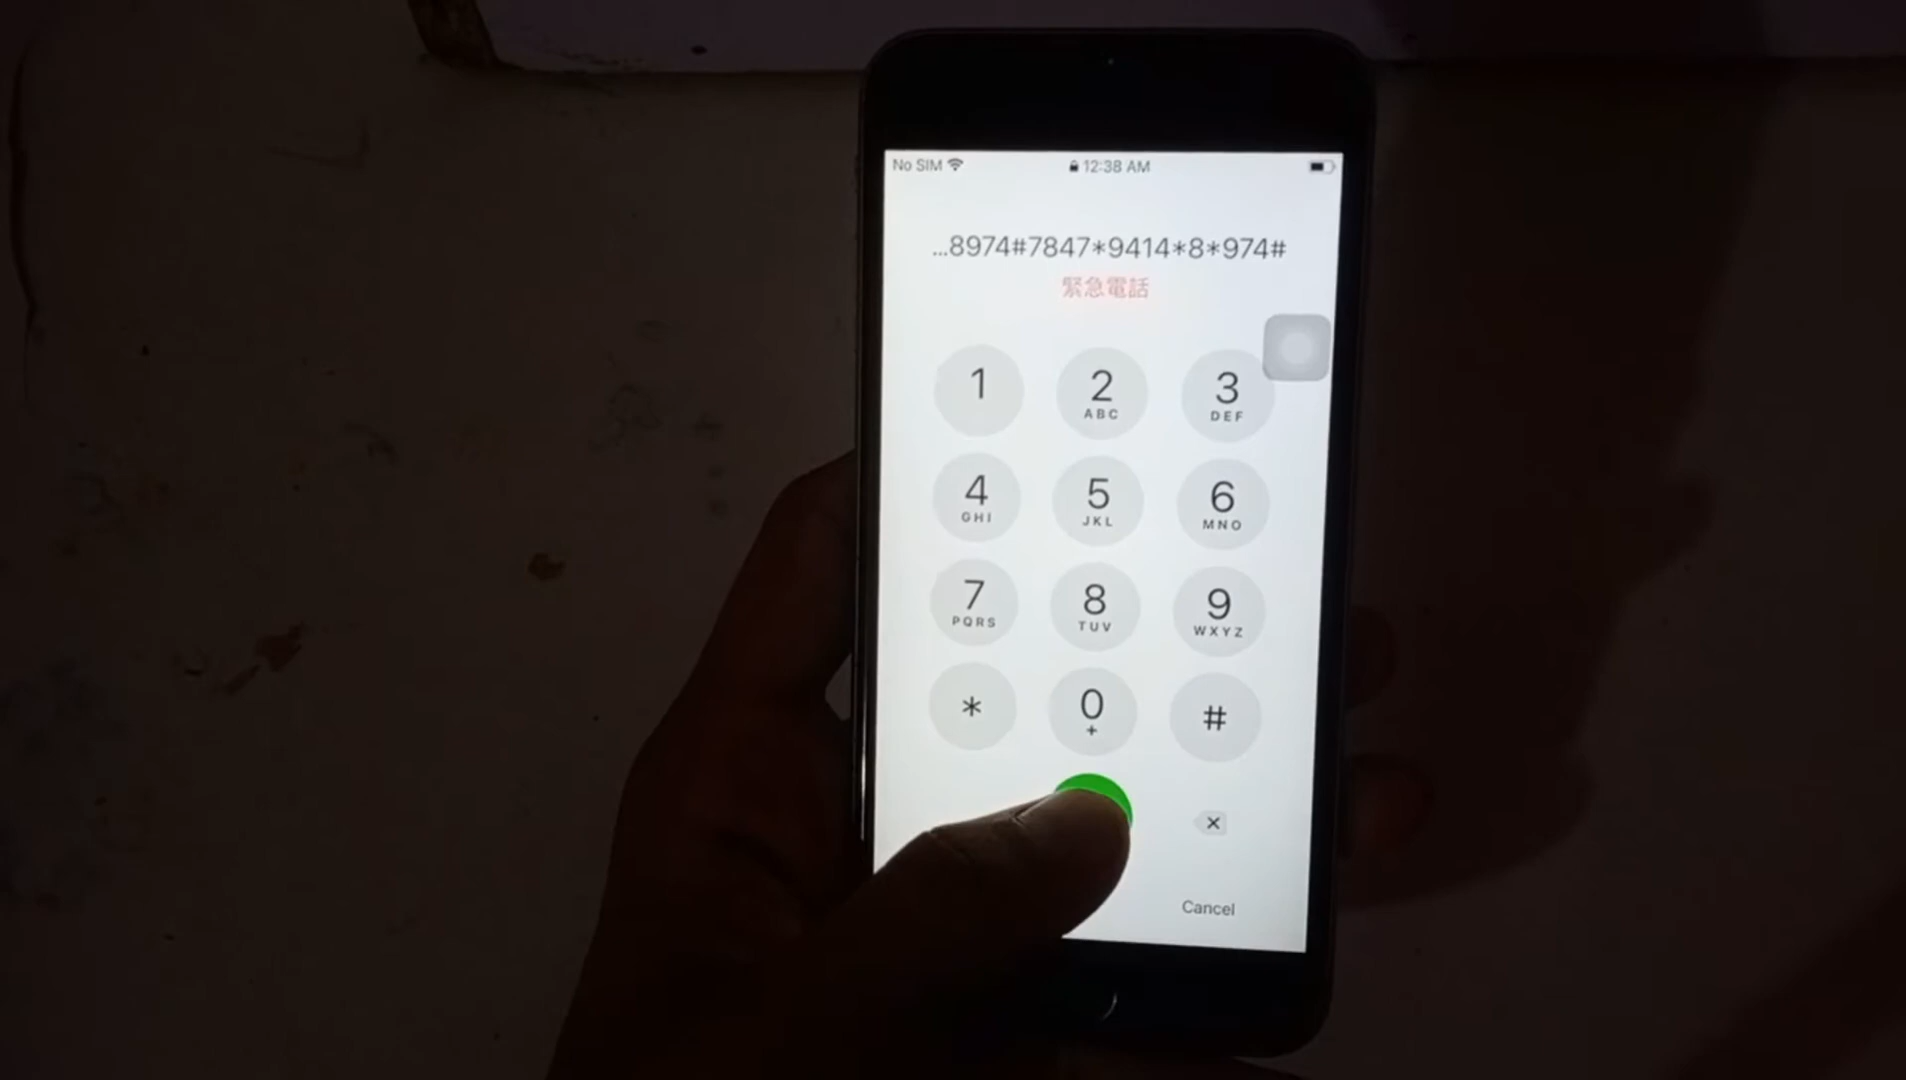 No SIM 12:38 AM
...8974#7847*9414*8*974#
緊急電話
1
2
ABC
3
DEF
4
GHI
5
JKL
6
MNO
7
PQRS
8
TUV
9
WXYZ
*
0
+
#
Cancel